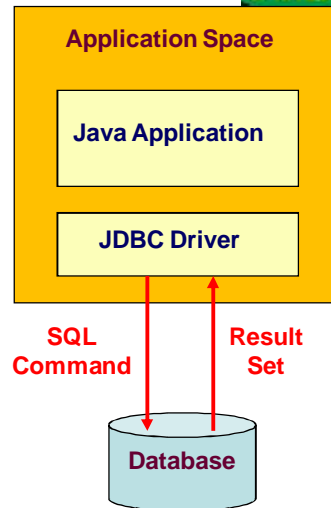 Application Space
Java Application
JDBC Driver
SQL
Command
Result
Set
Database